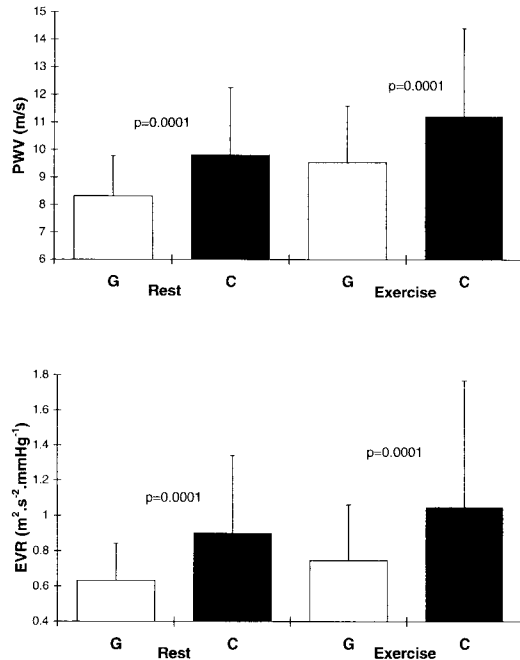 15
14
13
12
11
10
9
8
7
6
PWV (m/s)
p=0.0001
p=0.0001
G C G C
Rest Exercise
1.8
1.6
1.4
1.2
1
0.8
0.6
0.4
EVR (m².s⁻².mmHg⁻¹)
p=0.0001
p=0.0001
G C G C
Rest Exercise